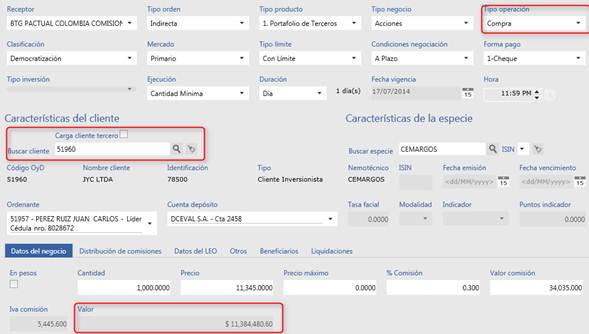 Receptor Tipo orden Tipo producto Tipo negocio Tipo operación
BTG PACTUAL COLOMBIA COMISION Indirecta 1. Portafolio de Terceros Acciones Compra
Clasificación Mercado Tipo límite Condiciones negociación Forma pago
Democratización Primario Con Límite A Plazo 1-Cheque
Tipo inversión Ejecución Duración Fecha vigencia Hora
Cantidad Minima Día 1 día(s) 17/07/2014 15 11:59 PM
Características del cliente Características de la especie
Carga cliente tercero
Buscar cliente 51960 Buscar especie CEMARGOS ISIN
Código OyD Nombre cliente Identificación Tipo Nemotécnico ISIN Fecha emisión Fecha vencimiento
51960 JYC LTDA 78500 Cliente Inversionista CEMARGOS <dd/MM/yyyy> 15 <dd/MM/yyyy> 15
Ordenante Cuenta depósito Tasa facial Modalidad Indicador Puntos indicador
51957 - PEREZ RUIZ JUAN CARLOS - Líder DCEVAL S.A. - Cta 2458 0.0000 0.0000
Cédula nro. 8028672
Datos del negocio Distribución de comisiones Datos del LEO Otros Beneficiarios Liquidaciones
En pesos Cantidad Precio Precio máximo % Comisión Valor comisión
1,000.0000 11,345.0000 0.0000 0.300 34,035.000
Iva comisión Valor
5,445.600 $ 11,384,480.60